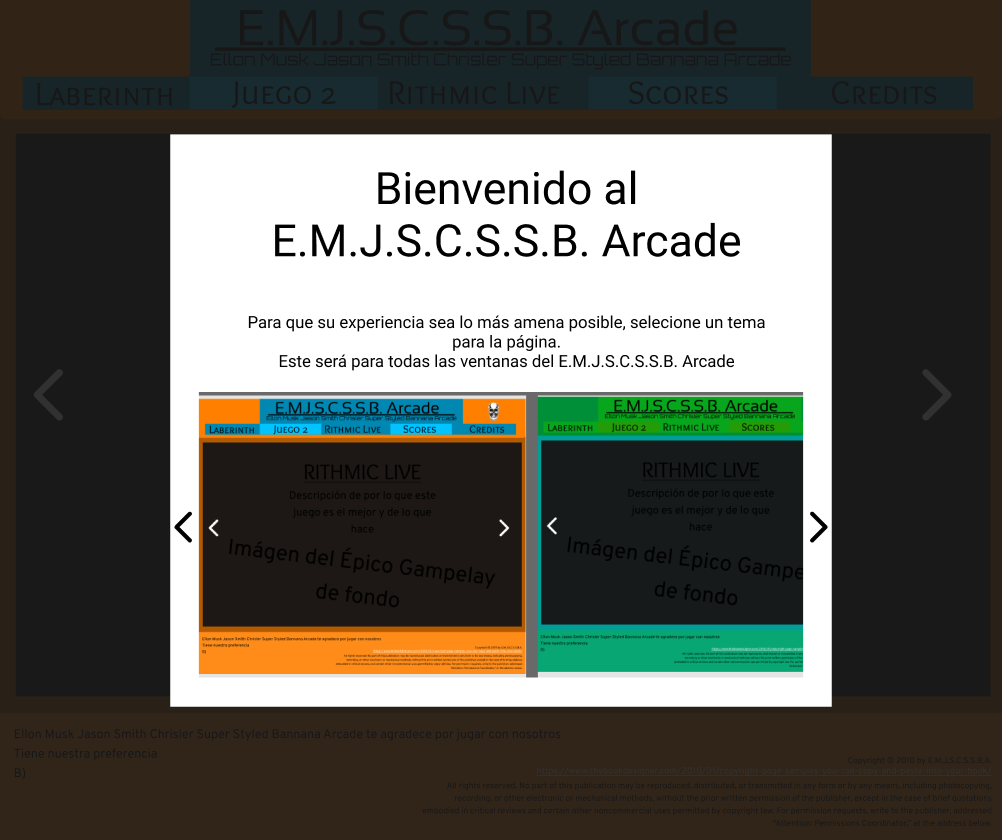 E.M.J.S.C.S.S.B. Arcade
Ellon Musk Jason Smith Chrisler Super Styled Bannana Arcade
Laberinth Juego 2 Rithmic Live Scores Credits
Bienvenido al
E.M.J.S.C.S.S.B. Arcade
Para que su experiencia sea lo más amena posible, selecione un tema
para la página.
Este será para todas las ventanas del E.M.J.S.C.S.S.B. Arcade
E.M.J.S.C.S.S.B. Arcade
Ellon Musk Jason Smith Chrisler Super Styled Bannana Arcade
Laberinth Juego 2 Rithmic Live Scores Credits
RITHMIC LIVE
Descripción de por lo que este
juego es el mejor y de lo que
hace
Imágen del Épico Gampelay
de fondo
Ellon Musk Jason Smith Chrisler Super Styled Bannana Arcade te agradece por jugar con nosotros
Tiene nuestra preferencia
B)
E.M.J.S.C.S.S.B. Arcade
Ellon Musk Jason Smith Chrisler Super Styled Bannana Arcade
Laberinth Juego 2 Rithmic Live Scores
RITHMIC LIVE
Descripción de por lo que este
juego es el mejor y de lo que
hace
Imágen del Épico Gampe
de fondo
Ellon Musk Jason Smith Chrisler Super Styled Bannana Arcade te agradece por jugar con nosotros
Tiene nuestra preferencia
B)
Ellon Musk Jason Smith Chrisler Super Styled Bannana Arcade te agradece por jugar con nosotros
Tiene nuestra preferencia
B)
Copyright © 2020 by E.M.J.S.C.S.S.B.A.
All rights reserved. No part of this publication may be reproduced, distributed, or transmitted in any form or by any means, including photocopying,
recording, or other electronic or mechanical methods, without the prior written permission of the publisher, except in the case of brief quotations
embodied in critical reviews and certain other noncommercial uses permitted by copyright law. For permission requests, write to the publisher, addressed
"Attention: Permissions Coordinator," at the address below.